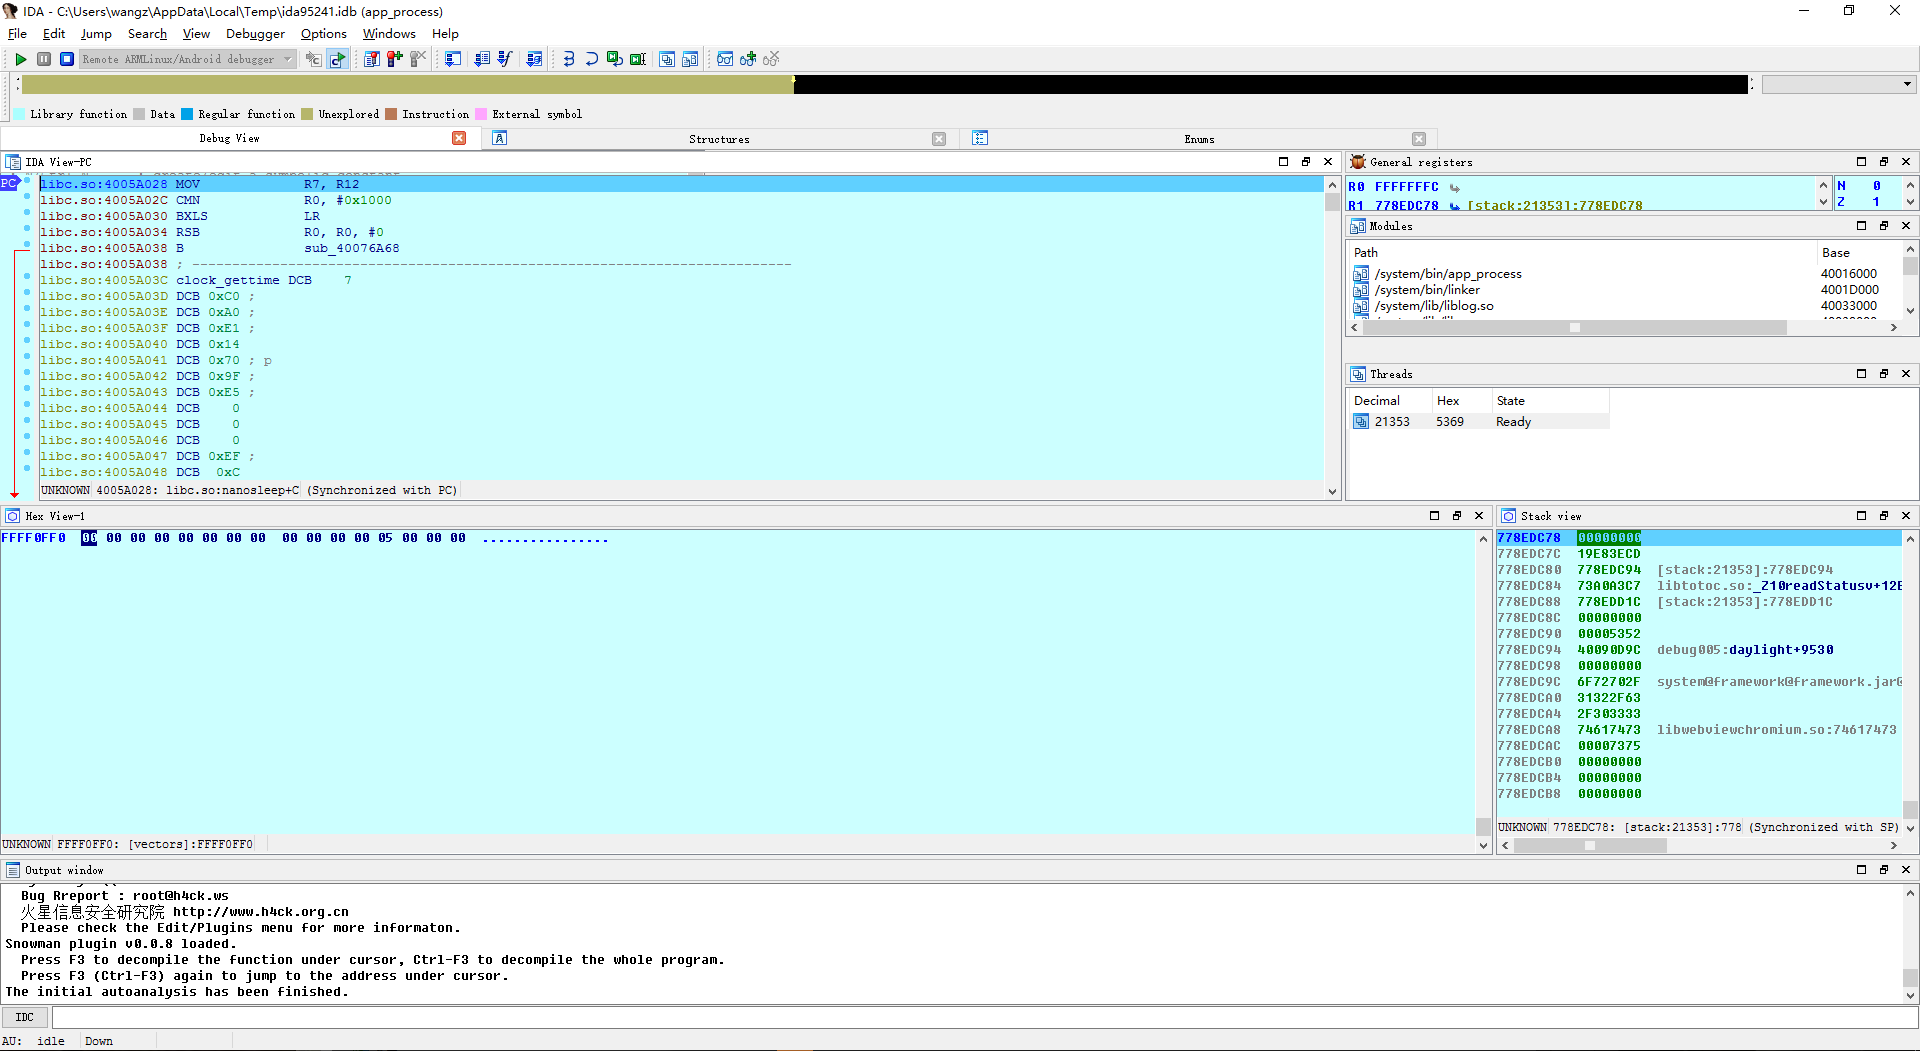 IDA - C:\Users\wangz\AppData\Local\Temp\ida95241.idb (app_process)
File Edit Jump Search View Debugger Options Windows Help
Remote ARMLinux/Android debugger
Library function Data Regular function Unexplored Instruction External symbol
Debug View Structures Enums
IDA View-PC
PC
libc.so:4005A028 MOV R7, R12
libc.so:4005A02C CMN R0, #0x1000
libc.so:4005A030 BXLS LR
libc.so:4005A034 RSB R0, R0, #0
libc.so:4005A038 B sub_40076A68
libc.so:4005A038 ; ---------------------------------------------------------------------------
libc.so:4005A03C clock_gettime DCB 7
libc.so:4005A03D DCB 0xC0 ;
libc.so:4005A03E DCB 0xA0 ;
libc.so:4005A03F DCB 0xE1 ;
libc.so:4005A040 DCB 0x14
libc.so:4005A041 DCB 0x70 ; p
libc.so:4005A042 DCB 0x9F ;
libc.so:4005A043 DCB 0xE5 ;
libc.so:4005A044 DCB 0
libc.so:4005A045 DCB 0
libc.so:4005A046 DCB 0
libc.so:4005A047 DCB 0xEF ;
libc.so:4005A048 DCB 0xC
UNKNOWN 4005A028: libc.so:nanosleep+C (Synchronized with PC)
General registers
R0 FFFFFFFC
R1 778EDC78 [stack:21353]:778EDC78
N 0
Z 1
Modules
Path Base
/system/bin/app_process 40016000
/system/bin/linker 4001D000
/system/lib/liblog.so 40033000
Threads
Decimal Hex State
21353 5369 Ready
Hex View-1
FFFF0FF0 00 00 00 00 00 00 00 00 00 00 00 00 05 00 00 00 ................
UNKNOWN FFFF0FF0: [vectors]:FFFF0FF0
Stack view
778EDC78 00000000
778EDC7C 19E83ECD
778EDC80 778EDC94 [stack:21353]:778EDC94
778EDC84 73A0A3C7 libtotoc.so:_Z10readStatusv+12E
778EDC88 778EDD1C [stack:21353]:778EDD1C
778EDC8C 00000000
778EDC90 00005352
778EDC94 40090D9C debug005:daylight+9530
778EDC98 00000000
778EDC9C 6F72702F system@framework@framework.jar@
778EDCA0 31322F63
778EDCA4 2F303333
778EDCA8 74617473 libwebviewchromium.so:74617473
778EDCAC 00007375
778EDCB0 00000000
778EDCB4 00000000
778EDCB8 00000000
UNKNOWN 778EDC78: [stack:21353]:778 (Synchronized with SP)
Output window
Bug Rreport : root@h4ck.ws
火星信息安全研究院 http://www.h4ck.org.cn
Please check the Edit/Plugins menu for more informaton.
Snowman plugin v0.0.8 loaded.
Press F3 to decompile the function under cursor, Ctrl-F3 to decompile the whole program.
Press F3 (Ctrl-F3) again to jump to the address under cursor.
The initial autoanalysis has been finished.
IDC
AU: idle Down